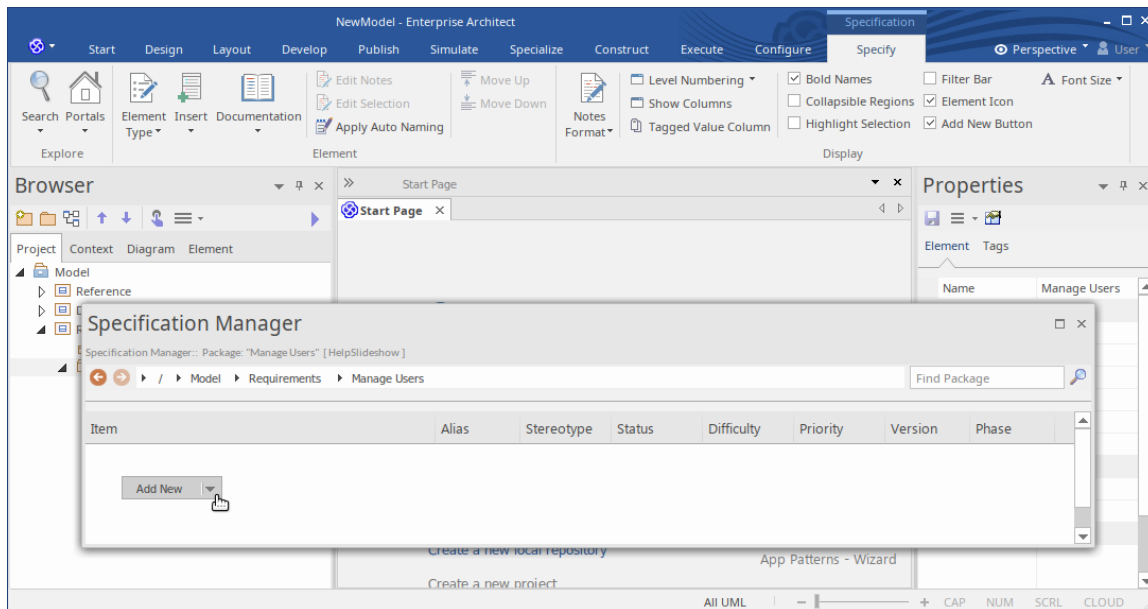 NewModel - Enterprise Architect
Specification
Start Design Layout Develop Publish Simulate Specialize Construct Execute Configure Specify Perspective User
Search Portals
Explore
Element Type Insert Documentation
Edit Notes
Edit Selection
Apply Auto Naming
Move Up
Move Down
Element
Notes Format
Level Numbering
Show Columns
Tagged Value Column
Bold Names
Collapsible Regions
Highlight Selection
Filter Bar
Element Icon
Add New Button
Font Size
Display
Browser
Project Context Diagram Element
Model
Reference
Start Page
Start Page
Properties
Element Tags
Name Manage Users
Specification Manager
Specification Manager:: Package: "Manage Users" [ HelpSlideshow ]
/ Model Requirements Manage Users
Find Package
Item Alias Stereotype Status Difficulty Priority Version Phase
Add New
Create a new local repository
App Patterns - Wizard
Create a new project
All UML CAP NUM SCRL CLOUD